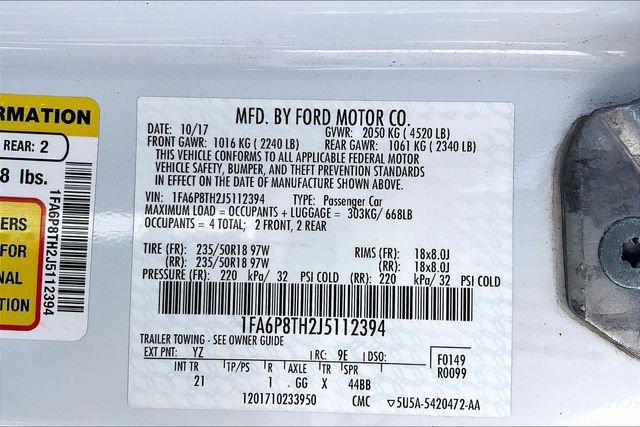 RMATION
REAR: 2
8 lbs.
ERS
FOR
NAL
TION
1FA6P8TH2J5112394
MFD. BY FORD MOTOR CO.
DATE: 10/17 GVWR: 2050 KG ( 4520 LB)
FRONT GAWR: 1016 KG ( 2240 LB) REAR GAWR: 1061 KG ( 2340 LB)
THIS VEHICLE CONFORMS TO ALL APPLICABLE FEDERAL MOTOR
VEHICLE SAFETY, BUMPER, AND THEFT PREVENTION STANDARDS
IN EFFECT ON THE DATE OF MANUFACTURE SHOWN ABOVE.
VIN: 1FA6P8TH2J5112394 TYPE: Passenger Car
MAXIMUM LOAD = OCCUPANTS + LUGGAGE = 303KG/ 668LB
OCCUPANTS = 4 TOTAL; 2 FRONT, 2 REAR
TIRE (FR): 235/50R18 97W RIMS (FR): 18x8.0J
(RR): 235/50R18 97W (RR): 18x8.0J
PRESSURE (FR): 220 kPa/ 32 PSI COLD (RR): 220 kPa/ 32 PSI COLD
1FA6P8TH2J5112394
TRAILER TOWING - SEE OWNER GUIDE
EXT PNT: YZ RC: 9E DSO: F0149
INT TR TP/PS R AXLE TR SPR R0099
21 1 GG X 44BB
1201710233950 CMC ▽5U5A-5420472-AA